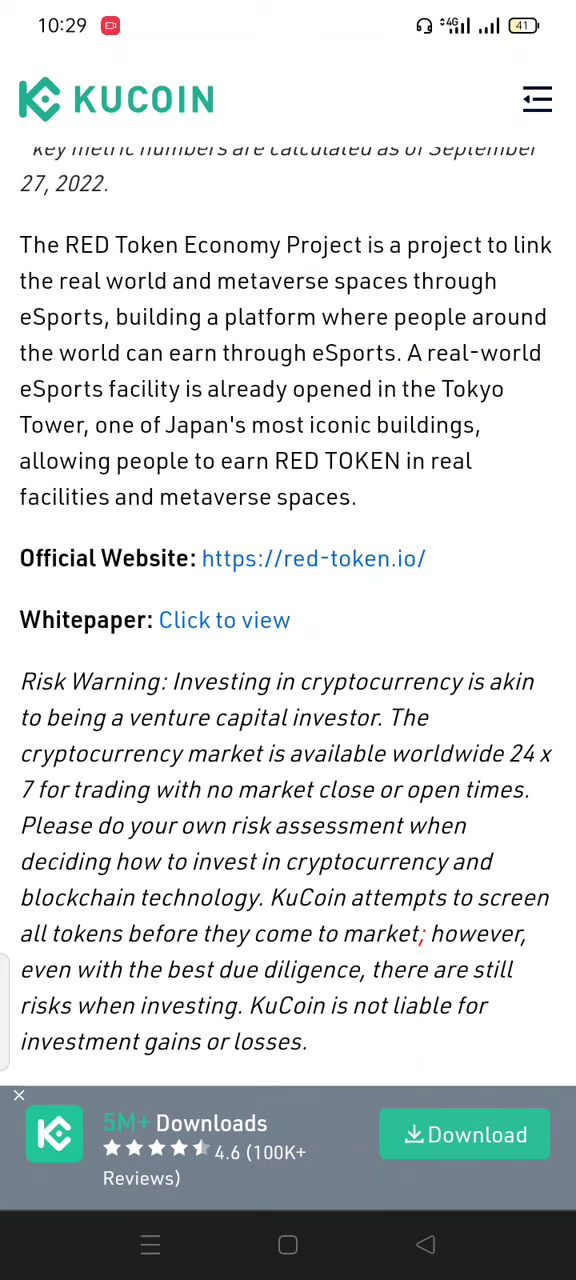 10:29
4G
41
KUCOIN
key metric numbers are calculated as of September
27, 2022.
The RED Token Economy Project is a project to link
the real world and metaverse spaces through
eSports, building a platform where people around
the world can earn through eSports. A real-world
eSports facility is already opened in the Tokyo
Tower, one of Japan's most iconic buildings,
allowing people to earn RED TOKEN in real
facilities and metaverse spaces.
Official Website: https://red-token.io/
Whitepaper: Click to view
Risk Warning: Investing in cryptocurrency is akin
to being a venture capital investor. The
cryptocurrency market is available worldwide 24 x
7 for trading with no market close or open times.
Please do your own risk assessment when
deciding how to invest in cryptocurrency and
blockchain technology. KuCoin attempts to screen
all tokens before they come to market; however,
even with the best due diligence, there are still
risks when investing. KuCoin is not liable for
investment gains or losses.
5M+ Downloads
4.6 (100K+
Reviews)
Download